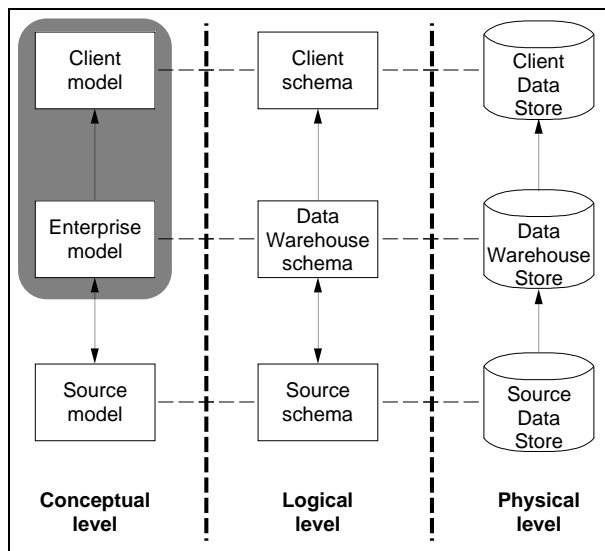 Client
model
Client
schema
Client
Data
Store
Enterprise
model
Data
Warehouse
schema
Data
Warehouse
Store
Source
model
Source
schema
Source
Data
Store
Conceptual
level
Logical
level
Physical
level